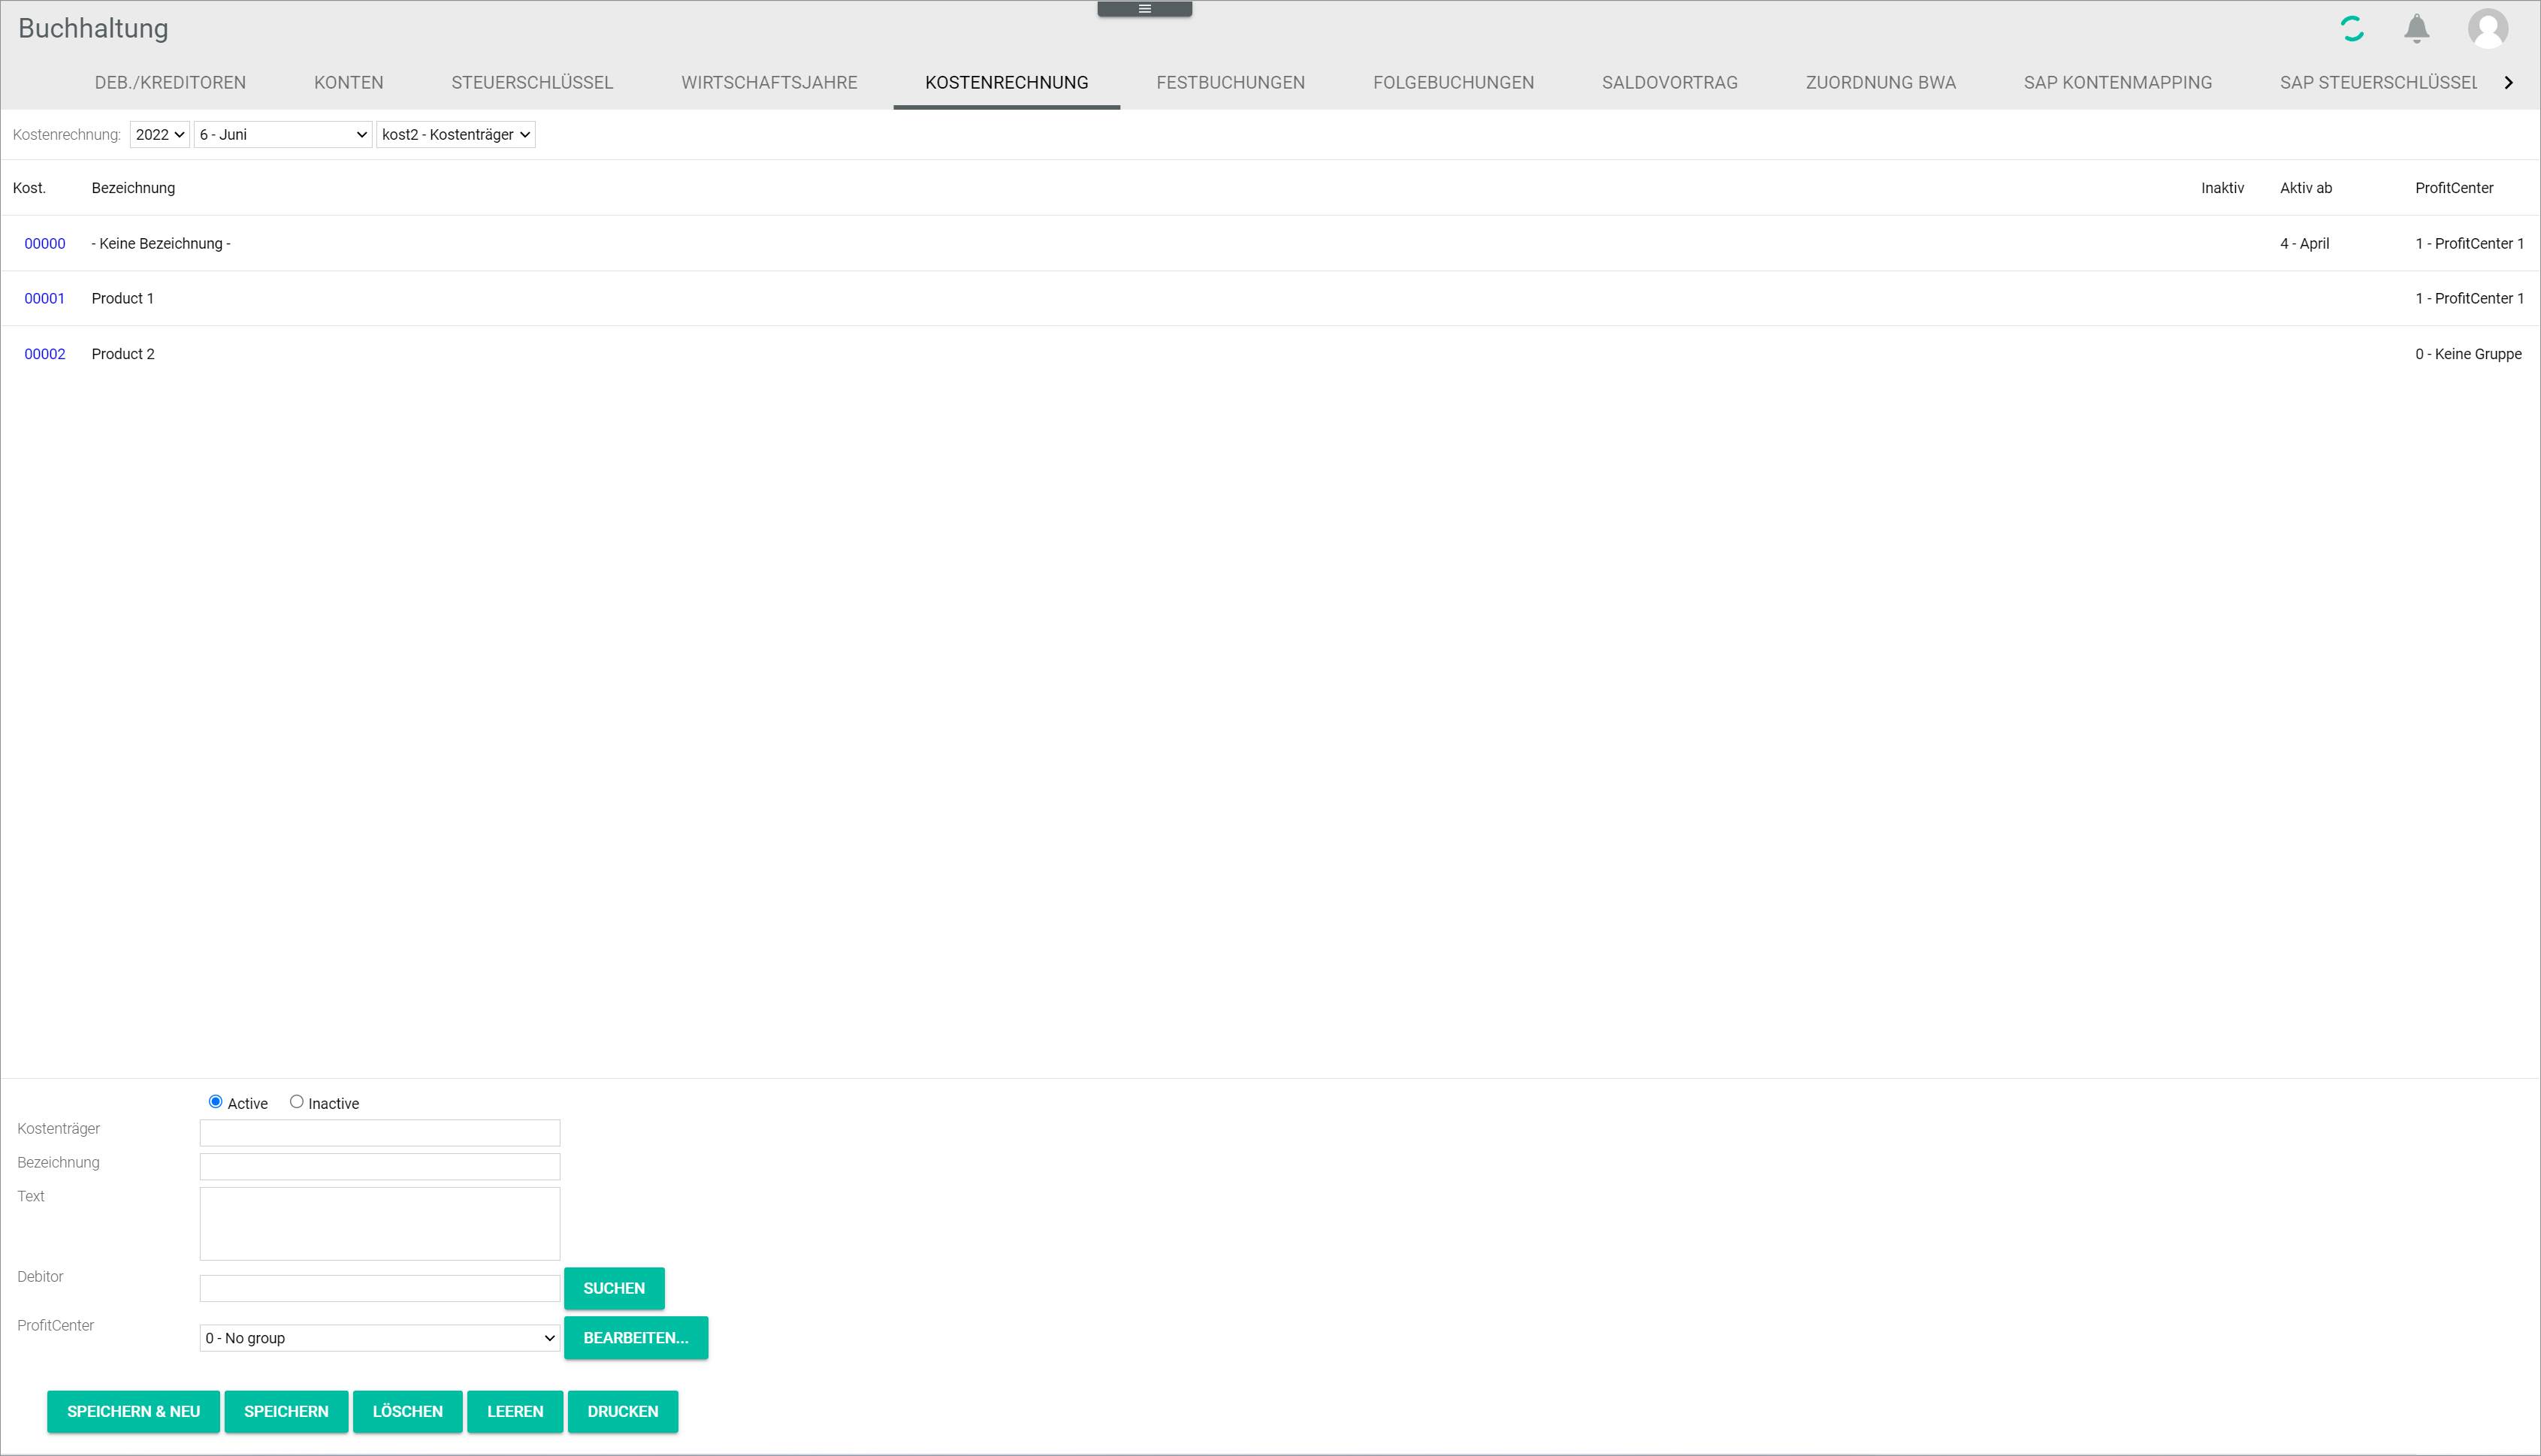 Buchhaltung
DEB./KREDITOREN KONTEN STEUERSCHLÜSSEL WIRTSCHAFTSJAHRE KOSTENRECHNUNG FESTBUCHUNGEN FOLGEBUCHUNGEN SALDOVORTRAG ZUORDNUNG BWA SAP KONTENMAPPING SAP STEUERSCHLÜSSEL
Kostenrechnung: 2022 6 - Juni kost2 - Kostenträger
Kost. Bezeichnung Inaktiv Aktiv ab ProfitCenter
00000 - Keine Bezeichnung - 4 - April 1 - ProfitCenter 1
00001 Product 1 1 - ProfitCenter 1
00002 Product 2 0 - Keine Gruppe
Active Inactive
Kostenträger
Bezeichnung
Text
Debitor SUCHEN
ProfitCenter 0 - No group BEARBEITEN...
SPEICHERN & NEU SPEICHERN LÖSCHEN LEEREN DRUCKEN